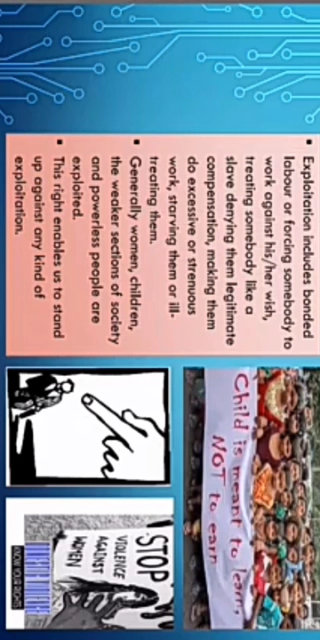 ▪ Exploitation includes bonded
labour or forcing somebody to
work against his/her wish,
treating somebody like a
slave denying them legitimate
compensation, making them
do excessive or strenuous
work, starving them or ill-
treating them.
▪ Generally women, children,
the weaker sections of society
and powerless people are
exploited.
▪ This right enables us to stand
up against any kind of
exploitation.
Child is meant to learn
NOT to earn
STOP
VIOLENCE
AGAINST
WOMEN
KNOW YOUR RIGHTS